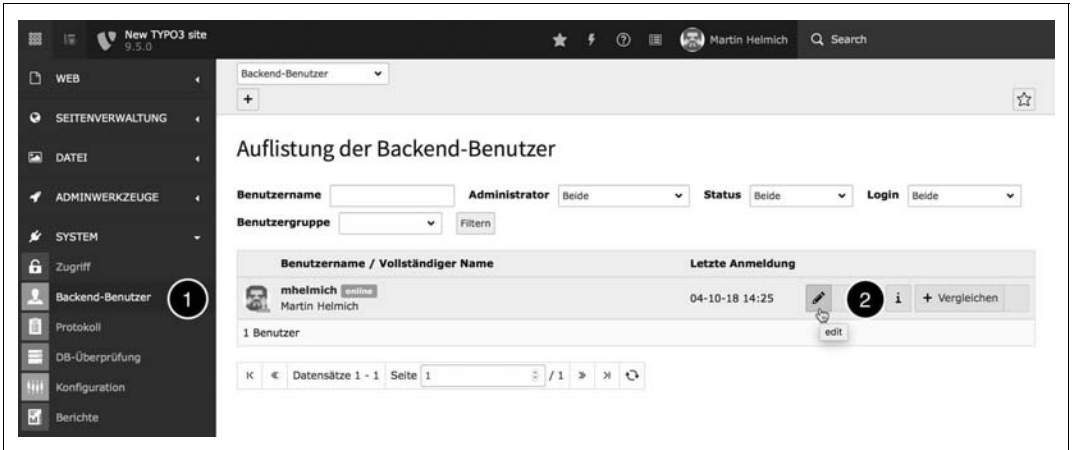 New TYPO3 site
9.5.0
Martin Helmich
Search
WEB
SEITENVERWALTUNG
DATEI
ADMINWERKZEUGE
SYSTEM
Zugriff
Backend-Benutzer
1
Protokoll
DB-Überprüfung
Konfiguration
Berichte
Backend-Benutzer
+
Auflistung der Backend-Benutzer
Benutzername Administrator Beide Status Beide Login Beide
Benutzergruppe Filtern
Benutzername / Vollständiger Name Letzte Anmeldung
mhelmich online
Martin Helmich
04-10-18 14:25 2 i + Vergleichen
edit
1 Benutzer
Datensätze 1 - 1 Seite 1 / 1